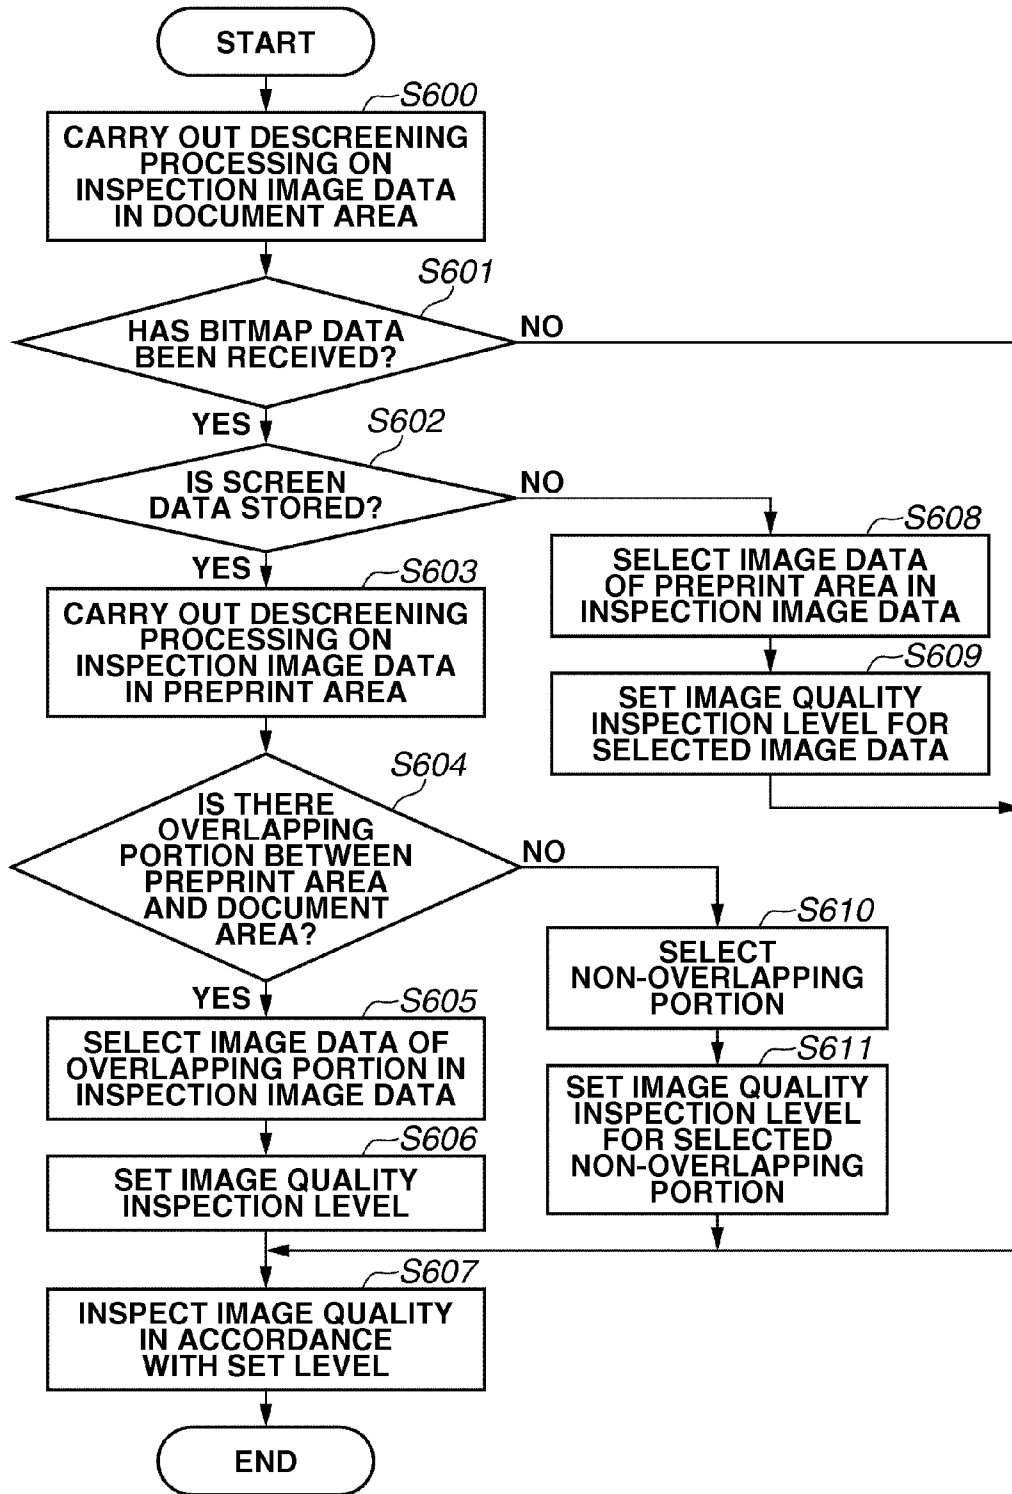 START
S600
CARRY OUT DESCREENING
PROCESSING ON
INSPECTION IMAGE DATA
IN DOCUMENT AREA
S601
HAS BITMAP DATA
BEEN RECEIVED?
NO
YES
S602
IS SCREEN
DATA STORED?
NO
YES
S603
CARRY OUT DESCREENING
PROCESSING ON
INSPECTION IMAGE DATA
IN PREPRINT AREA
S608
SELECT IMAGE DATA
OF PREPRINT AREA IN
INSPECTION IMAGE DATA
S609
SET IMAGE QUALITY
INSPECTION LEVEL FOR
SELECTED IMAGE DATA
S604
IS THERE
OVERLAPPING
PORTION BETWEEN
PREPRINT AREA
AND DOCUMENT
AREA?
NO
YES
S605
SELECT IMAGE DATA OF
OVERLAPPING PORTION IN
INSPECTION IMAGE DATA
S606
SET IMAGE QUALITY
INSPECTION LEVEL
S610
SELECT
NON-OVERLAPPING
PORTION
S611
SET IMAGE QUALITY
INSPECTION LEVEL
FOR SELECTED
NON-OVERLAPPING
PORTION
S607
INSPECT IMAGE QUALITY
IN ACCORDANCE
WITH SET LEVEL
END